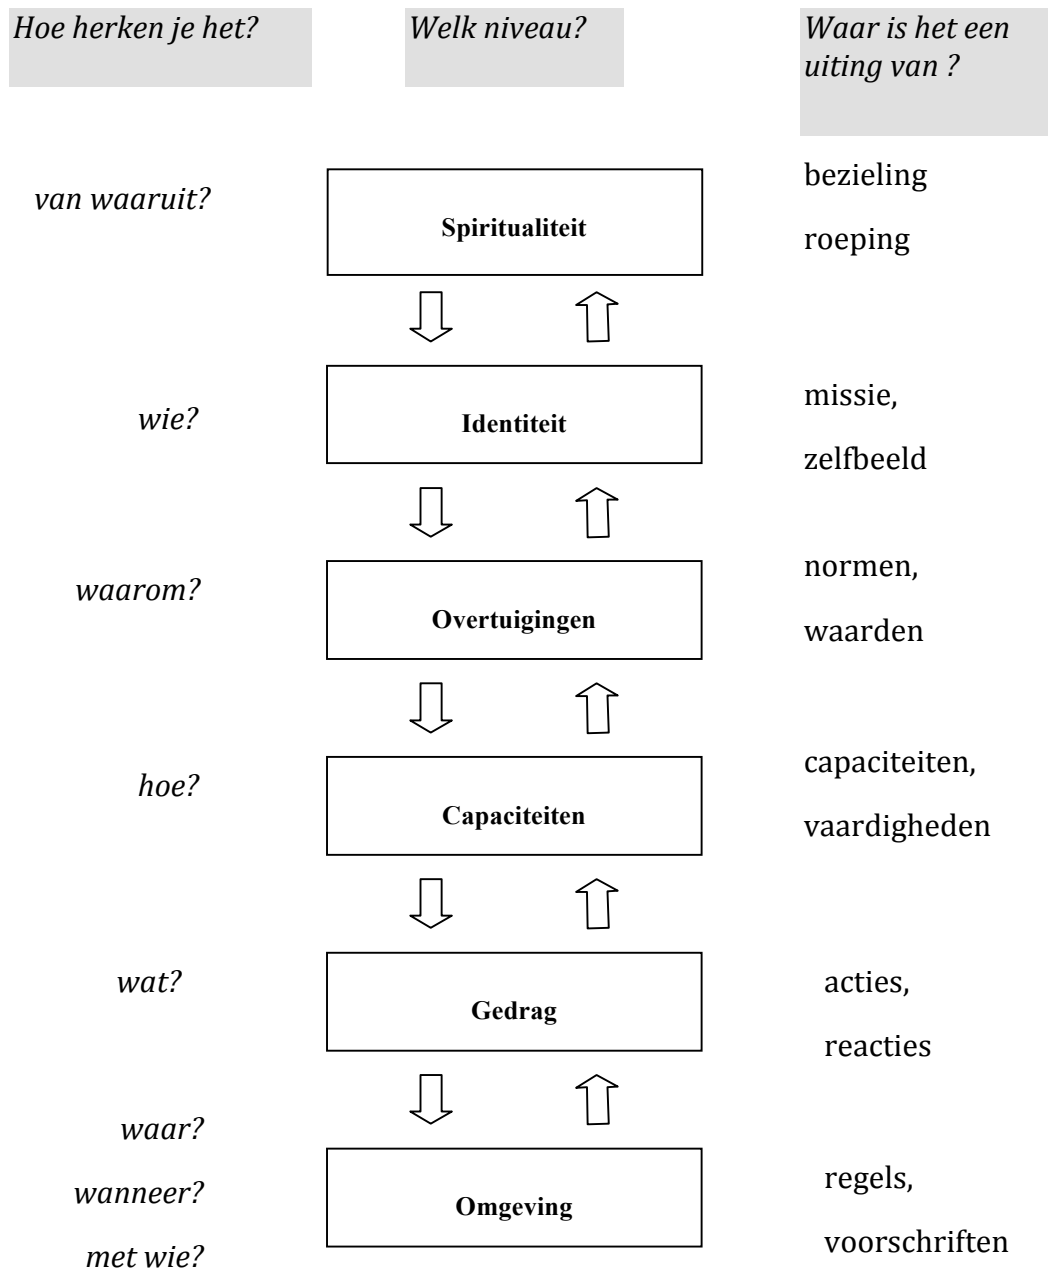 Hoe herken je het?
Welk niveau?
Waar is het een
uiting van ?
van waaruit?
Spiritualiteit
bezieling
roeping
wie?
Identiteit
missie,
zelfbeeld
waarom?
Overtuigingen
normen,
waarden
hoe?
Capaciteiten
capaciteiten,
vaardigheden
wat?
Gedrag
acties,
reacties
waar?
wanneer?
met wie?
Omgeving
regels,
voorschriften